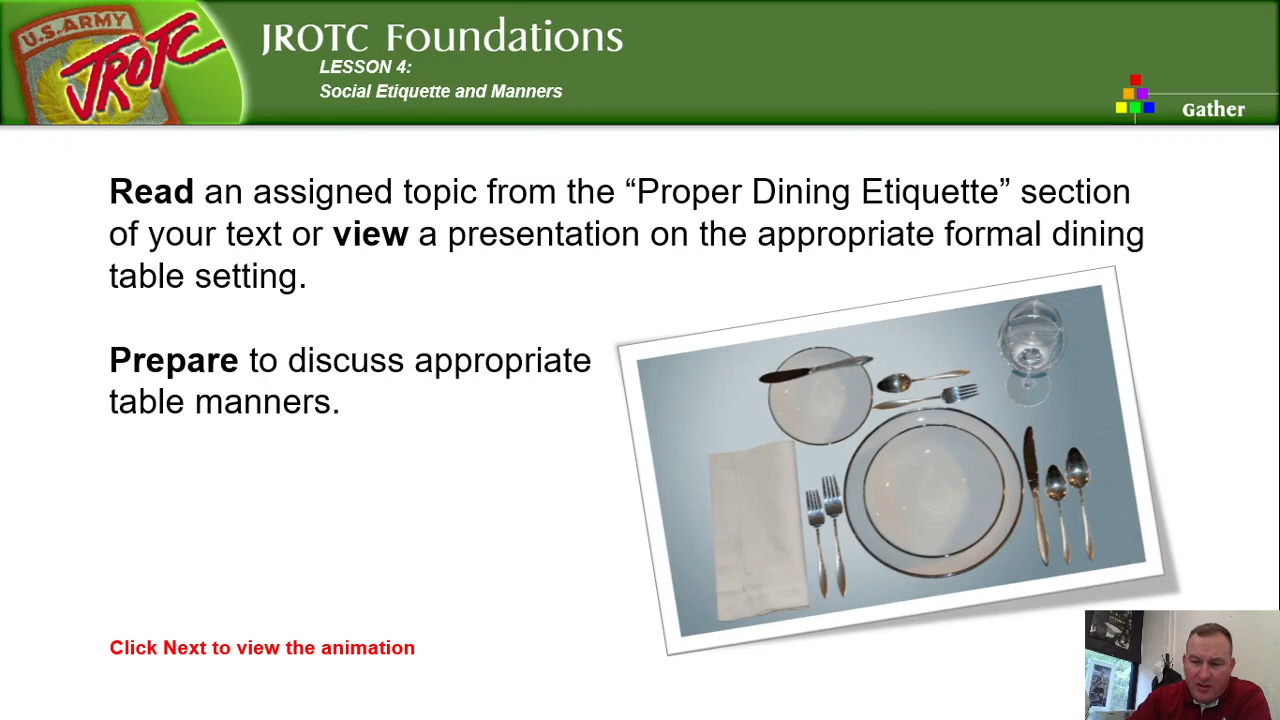 U.S. ARMY
JROTC
JROTC Foundations
LESSON 4:
Social Etiquette and Manners
Gather
Read an assigned topic from the “Proper Dining Etiquette” section
of your text or view a presentation on the appropriate formal dining
table setting.
Prepare to discuss appropriate
table manners.
Click Next to view the animation